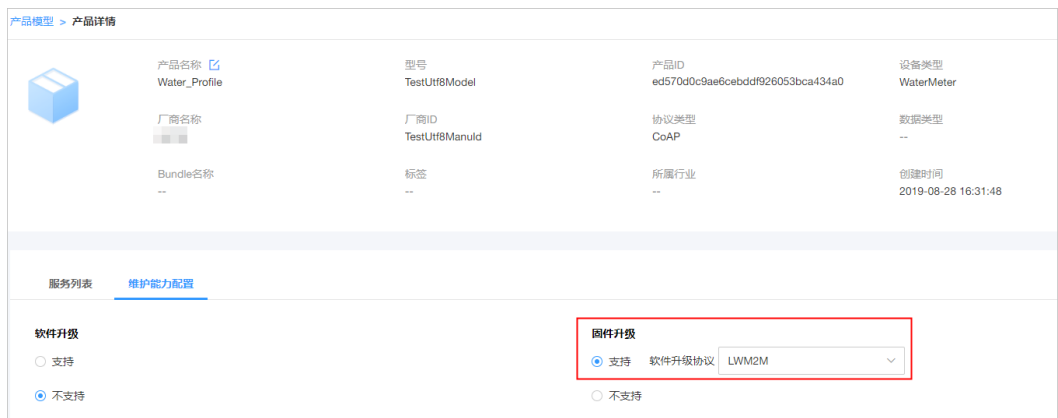 产品模型 > 产品详情
产品名称 型号 产品ID 设备类型
Water_Profile TestUtf8Model ed570d0c9ae6cebddf926053bca434a0 WaterMeter
厂商名称 厂商ID 协议类型 数据类型
TestUtf8ManuId CoAP --
Bundle名称 标签 所属行业 创建时间
-- -- -- 2019-08-28 16:31:48
服务列表 维护能力配置
软件升级 固件升级
支持 支持 软件升级协议 LWM2M
不支持 不支持